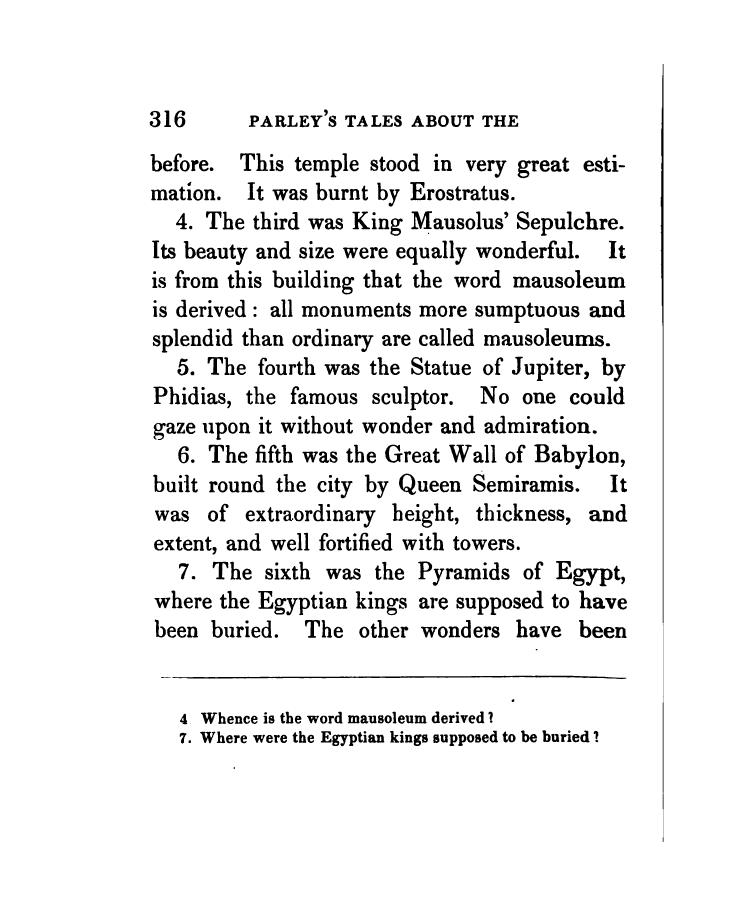 316 PARLEY'S TALES ABOUT THE
before. This temple stood in very great esti-
mation. It was burnt by Erostratus.
4. The third was King Mausolus' Sepulchre.
Its beauty and size were equally wonderful. It
is from this building that the word mausoleum
is derived: all monuments more sumptuous and
splendid than ordinary are called mausoleums.
5. The fourth was the Statue of Jupiter, by
Phidias, the famous sculptor. No one could
gaze upon it without wonder and admiration.
6. The fifth was the Great Wall of Babylon,
built round the city by Queen Semiramis. It
was of extraordinary height, thickness, and
extent, and well fortified with towers.
7. The sixth was the Pyramids of Egypt,
where the Egyptian kings are supposed to have
been buried. The other wonders have been
4 Whence is the word mausoleum derived?
7. Where were the Egyptian kings supposed to be buried?